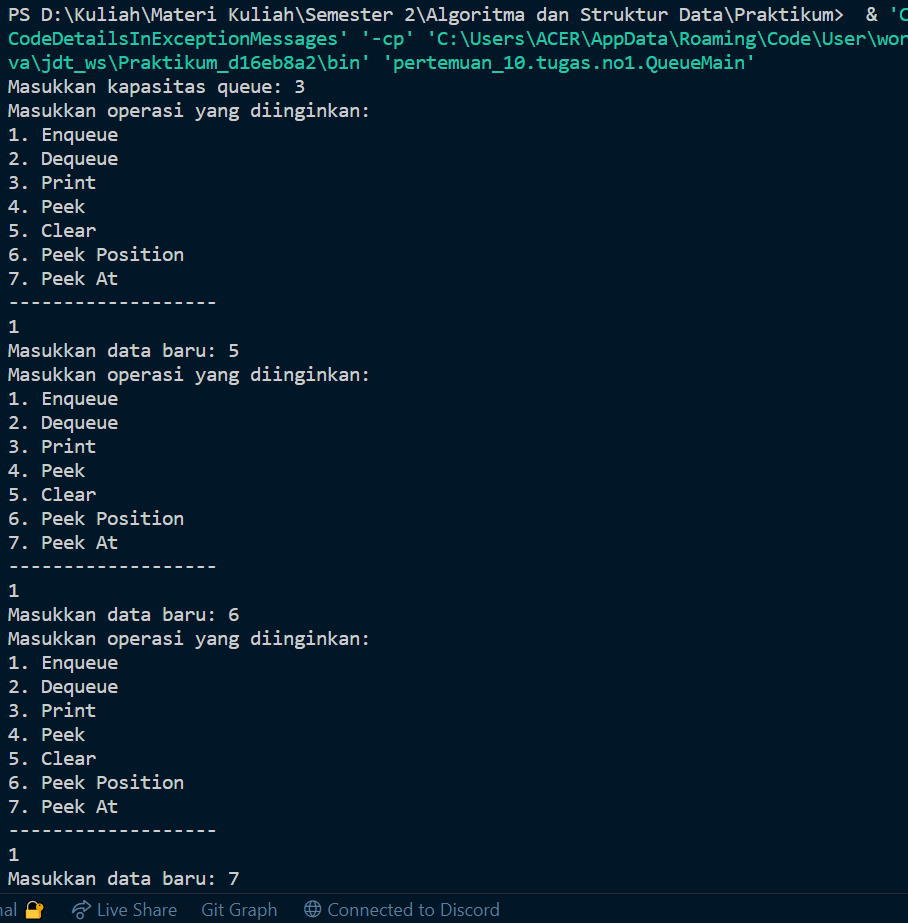 PS D:\Kuliah\Materi Kuliah\Semester 2\Algoritma dan Struktur Data\Praktikum>  & 'C
CodeDetailsInExceptionMessages' '-cp' 'C:\Users\ACER\AppData\Roaming\Code\User\wor
va\jdt_ws\Praktikum_d16eb8a2\bin' 'pertemuan_10.tugas.no1.QueueMain'
Masukkan kapasitas queue: 3
Masukkan operasi yang diinginkan:
1. Enqueue
2. Dequeue
3. Print
4. Peek
5. Clear
6. Peek Position
7. Peek At
-------------------
1
Masukkan data baru: 5
Masukkan operasi yang diinginkan:
1. Enqueue
2. Dequeue
3. Print
4. Peek
5. Clear
6. Peek Position
7. Peek At
-------------------
1
Masukkan data baru: 6
Masukkan operasi yang diinginkan:
1. Enqueue
2. Dequeue
3. Print
4. Peek
5. Clear
6. Peek Position
7. Peek At
-------------------
1
Masukkan data baru: 7
nal Live Share Git Graph Connected to Discord